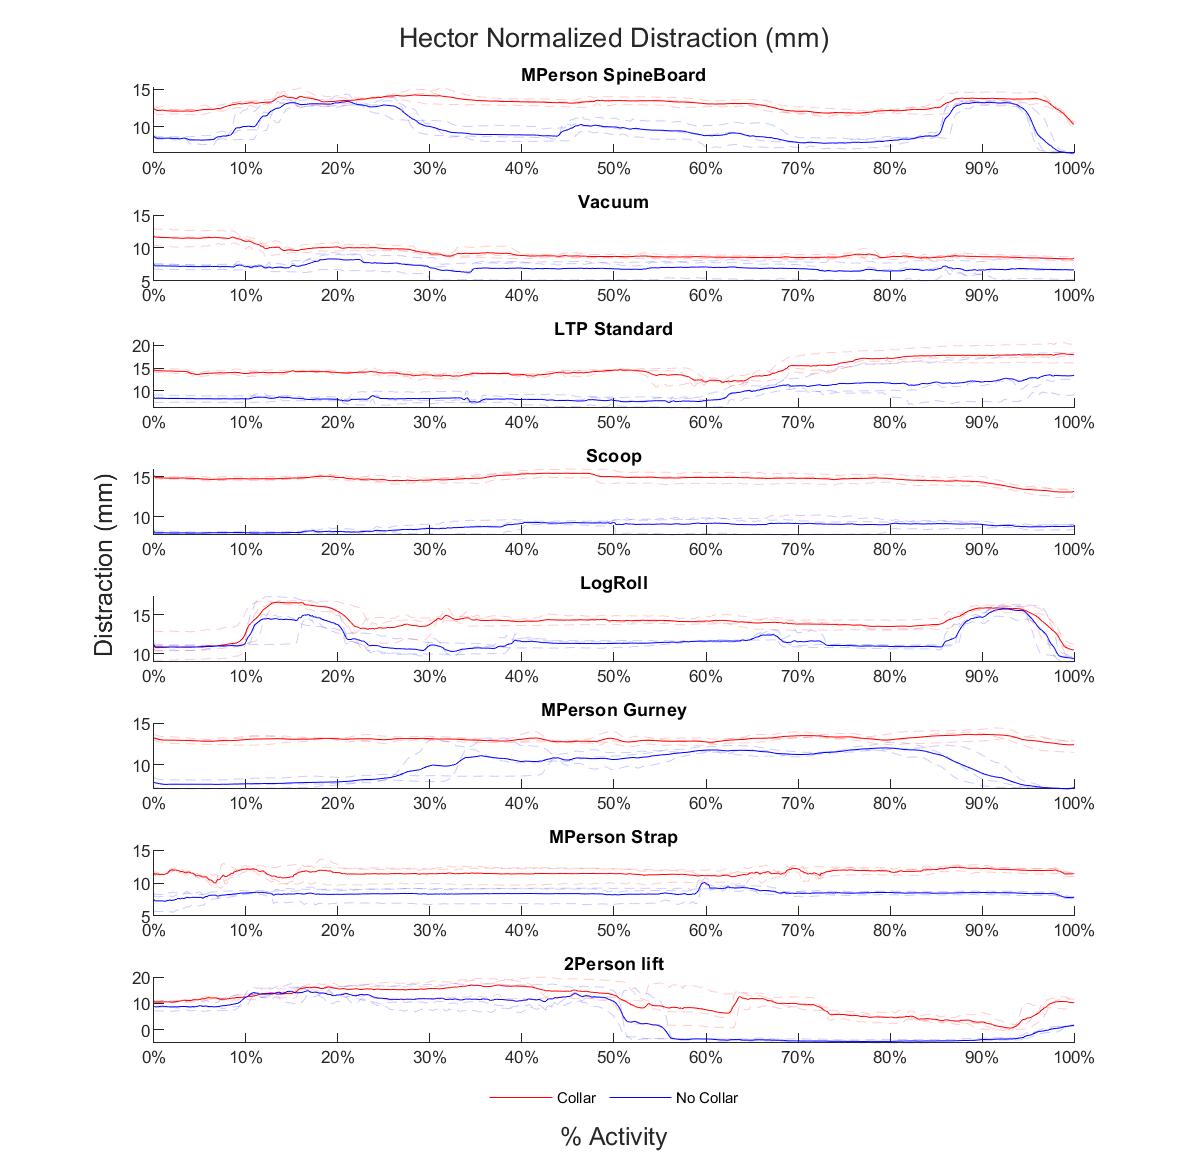 Hector Normalized Distraction (mm)
MPerson SpineBoard
15
10
0% 10% 20% 30% 40% 50% 60% 70% 80% 90% 100%
Vacuum
15
10
5
0% 10% 20% 30% 40% 50% 60% 70% 80% 90% 100%
LTP Standard
20
15
10
0% 10% 20% 30% 40% 50% 60% 70% 80% 90% 100%
Scoop
15
10
0% 10% 20% 30% 40% 50% 60% 70% 80% 90% 100%
Distraction (mm)
LogRoll
15
10
0% 10% 20% 30% 40% 50% 60% 70% 80% 90% 100%
MPerson Gurney
15
10
0% 10% 20% 30% 40% 50% 60% 70% 80% 90% 100%
MPerson Strap
15
10
5
0% 10% 20% 30% 40% 50% 60% 70% 80% 90% 100%
2Person lift
20
10
0
0% 10% 20% 30% 40% 50% 60% 70% 80% 90% 100%
Collar No Collar
% Activity